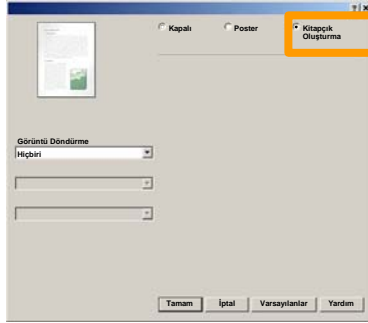 Kapalı Poster Kitapçık
Oluşturma
Görüntü Döndürme
Hiçbiri
Tamam İptal Varsayılanlar Yardım